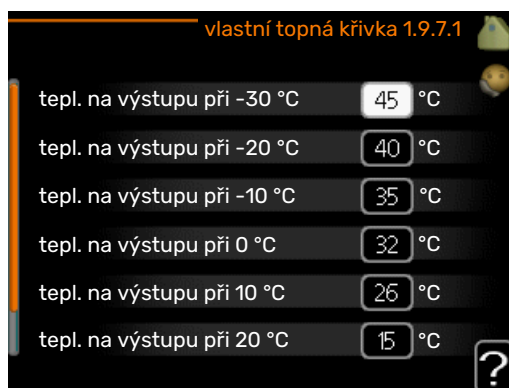 vlastní topná křivka 1.9.7.1
tepl. na výstupu při -30 °C 45 °C
tepl. na výstupu při -20 °C 40 °C
tepl. na výstupu při -10 °C 35 °C
tepl. na výstupu při 0 °C 32 °C
tepl. na výstupu při 10 °C 26 °C
tepl. na výstupu při 20 °C 15 °C
?